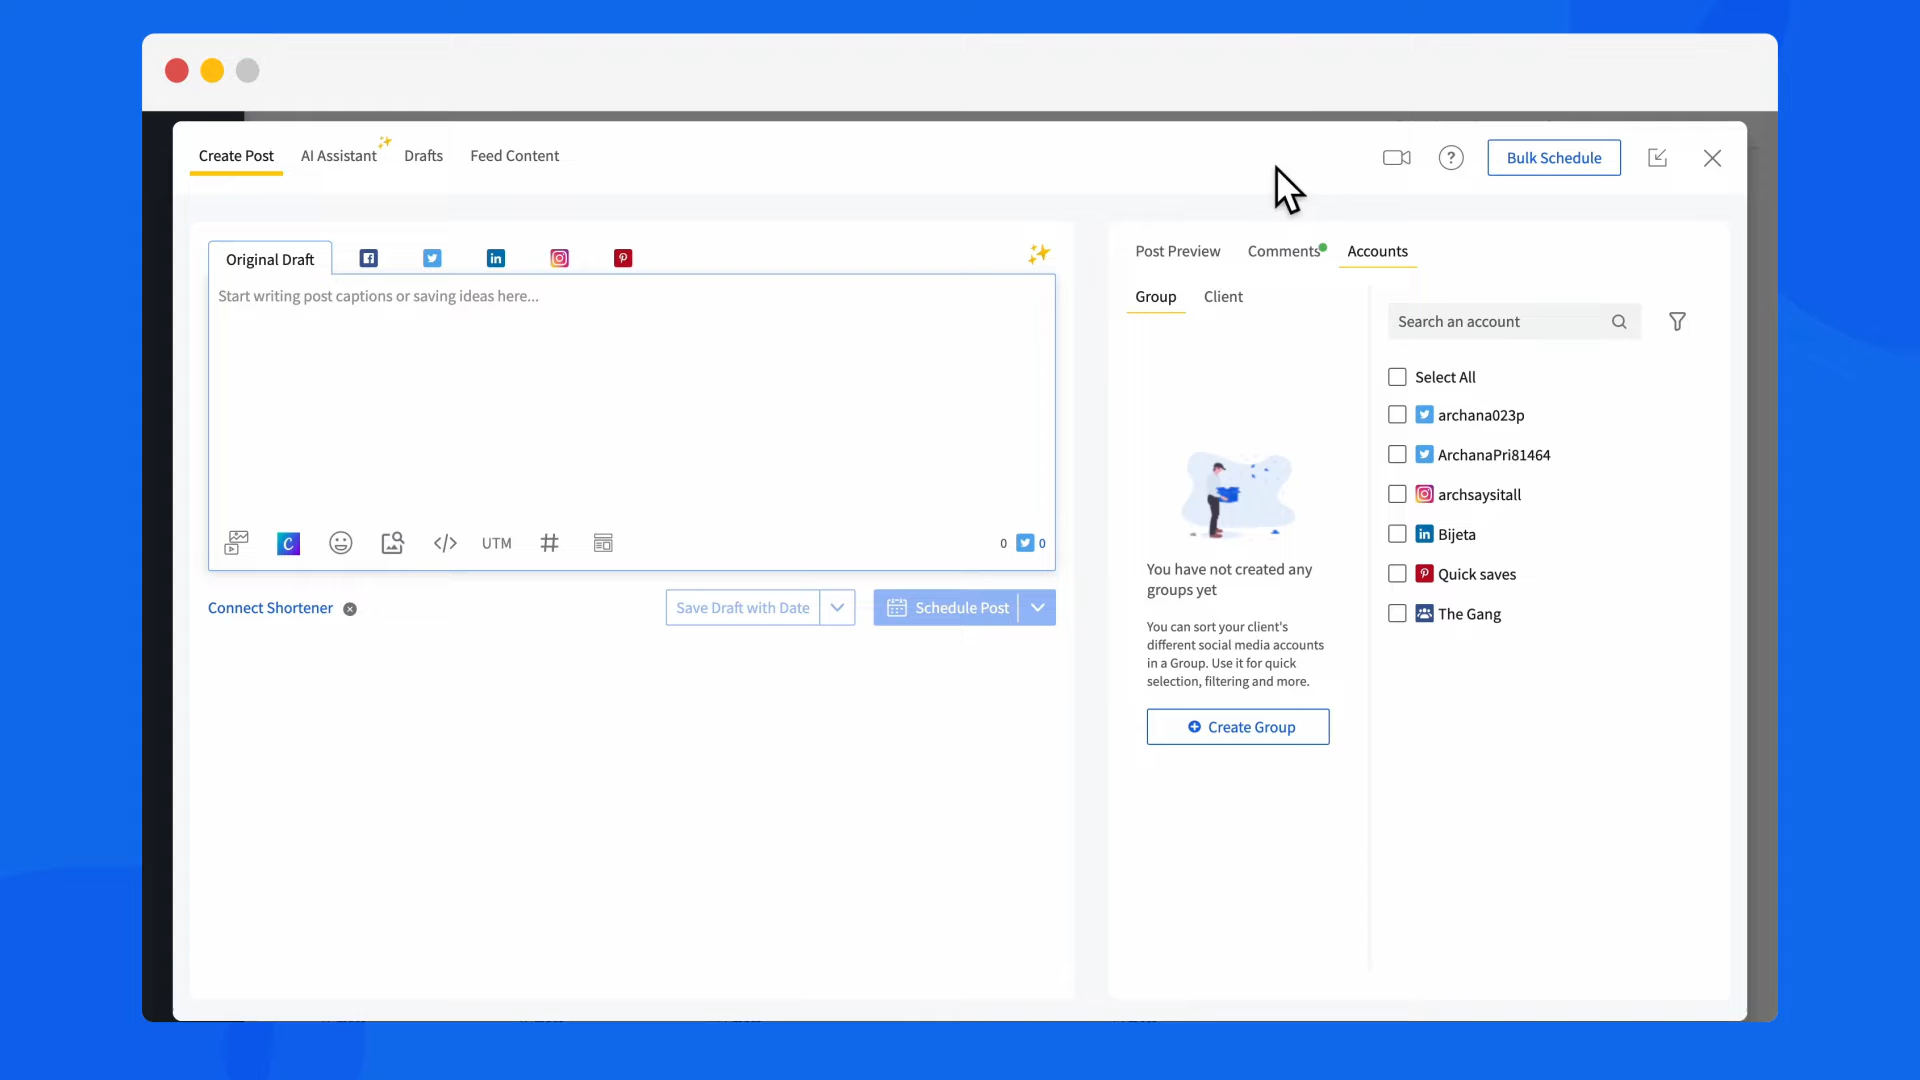 Create Post
AI Assistant
Drafts
Feed Content
Bulk Schedule
Original Draft
Start writing post captions or saving ideas here...
UTM
0
0
Connect Shortener
Save Draft with Date
Schedule Post
Post Preview
Comments
Accounts
Group
Client
You have not created any
groups yet
You can sort your client's
different social media accounts
in a Group. Use it for quick
selection, filtering and more.
Create Group
Search an account
Select All
archana023p
ArchanaPri81464
archsaysitall
Bijeta
Quick saves
The Gang